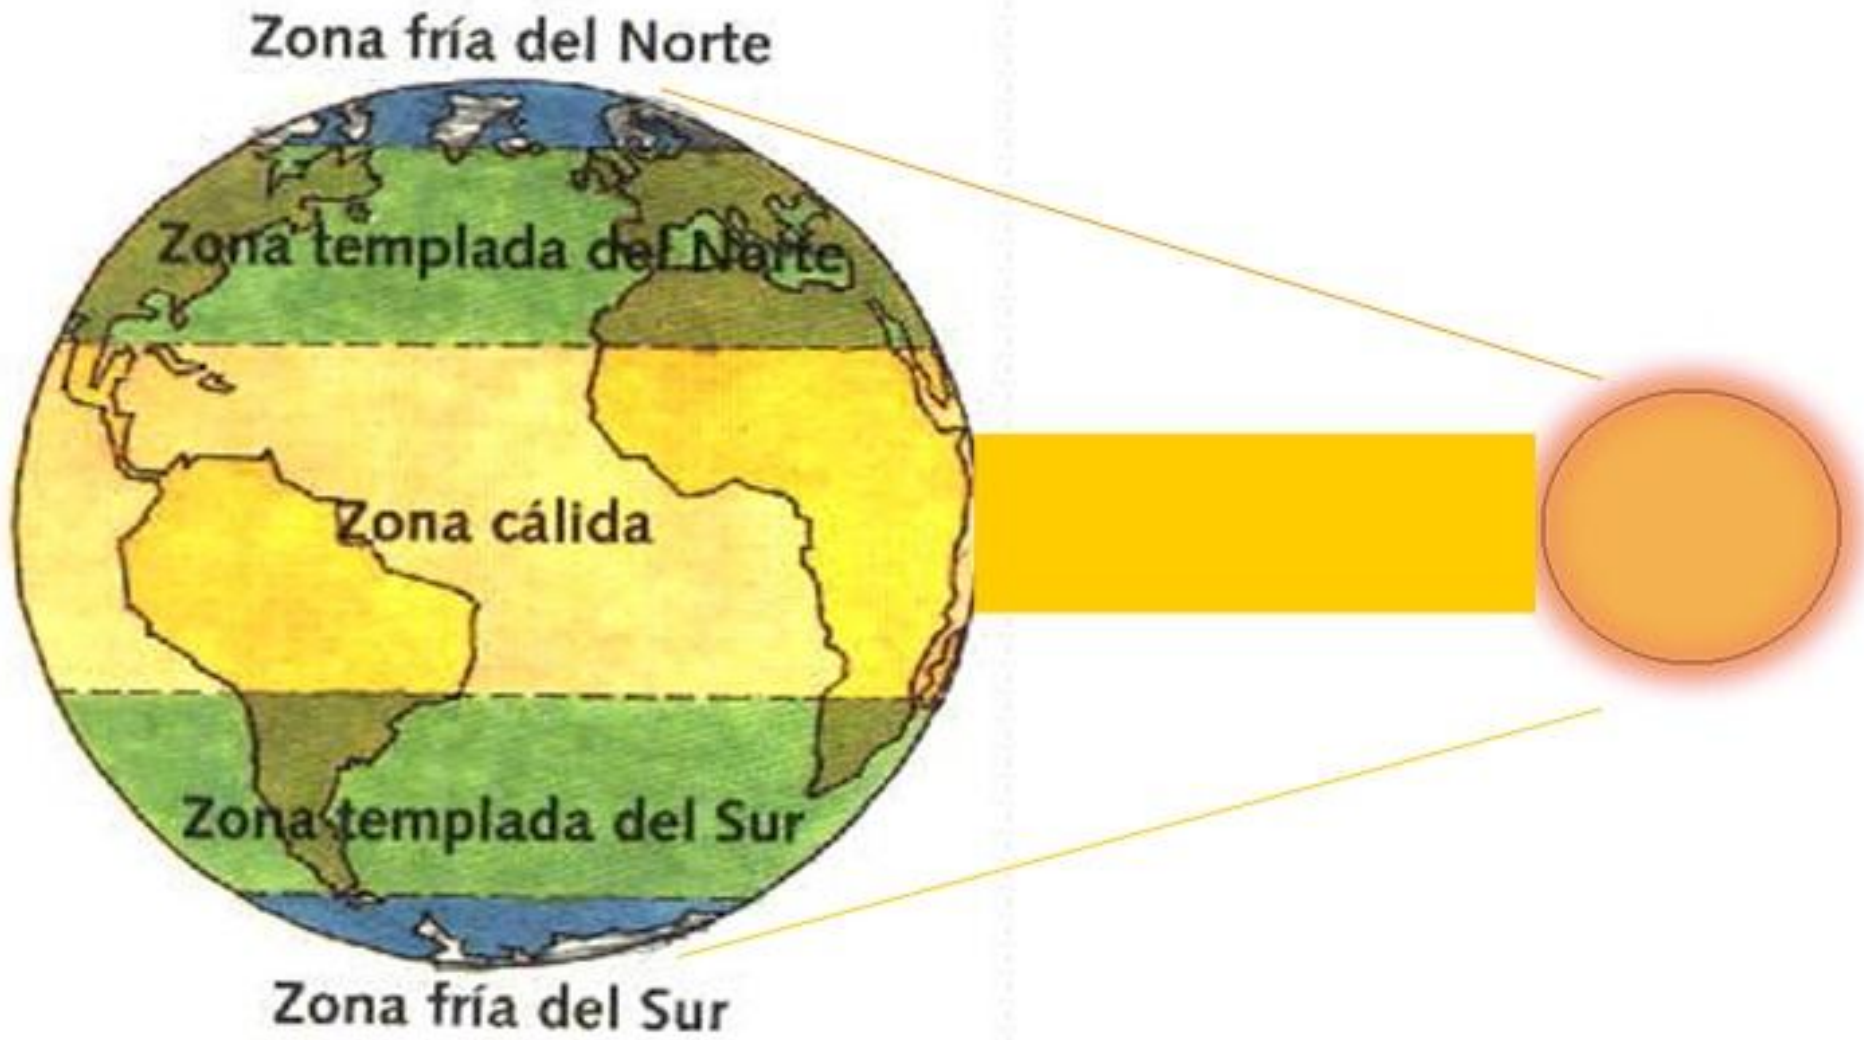 Zona fría del Norte
Zona templada del Norte
Zona cálida
Zona templada del Sur
Zona fría del Sur